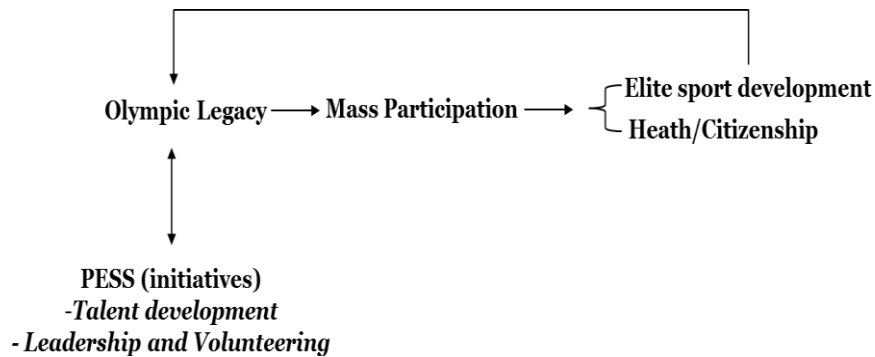 Olympic Legacy
Mass Participation
Elite sport development
Heath/Citizenship
PESS (initiatives)
-Talent development
- Leadership and Volunteering